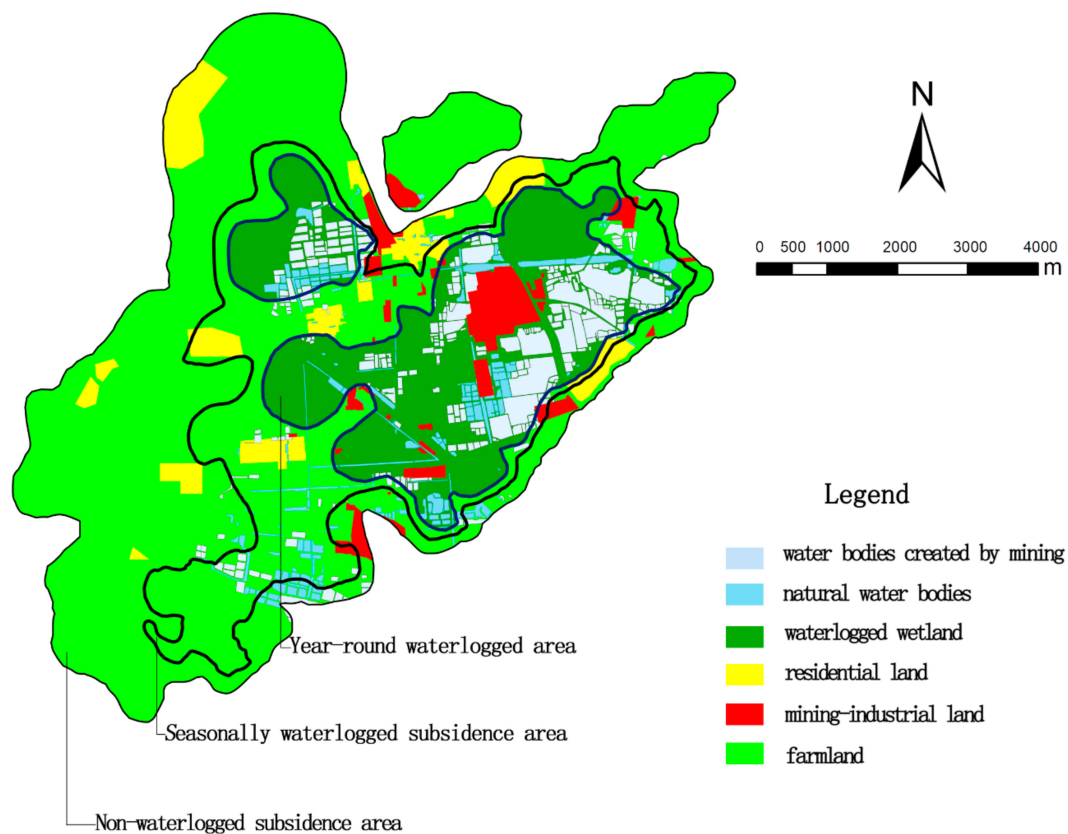 N
0 500 1000 2000 3000 4000
m
Legend
water bodies created by mining
natural water bodies
waterlogged wetland
residential land
mining-industrial land
farmland
Year-round waterlogged area
Seasonally waterlogged subsidence area
Non-waterlogged subsidence area